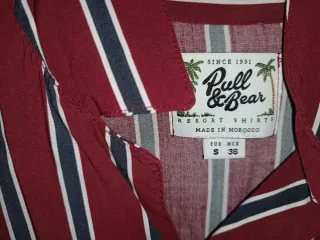 SINCE 1991
Pull
&Bear
RESORT SHIRTS
MADE IN MOROCCO
EUR MEX
S 36